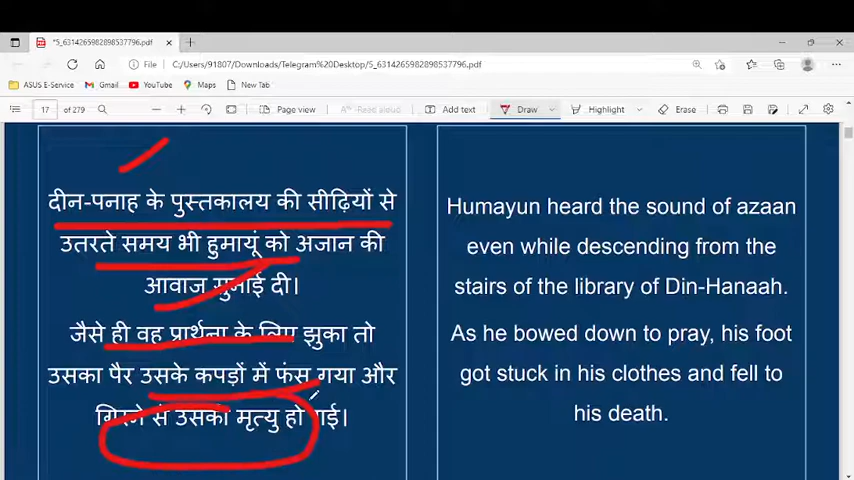 *5_6314265982898537796.pdf
File
C:/Users/91807/Downloads/Telegram%20Desktop/5_6314265982898537796.pdf
ASUS E-Service
Gmail
YouTube
Maps
New Tab
17 of 279
Page view
Read aloud
Add text
Draw
Highlight
Erase
दीन-पनाह के पुस्तकालय की सीढ़ियों से
उतरते समय भी हुमायूं को अजान की
आवाज सुनाई दी।
जैसे ही वह प्रार्थना के लिए झुका तो
उसका पैर उसके कपड़ों में फंस गया और
गिरने से उसकी मृत्यु हो गई।
Humayun heard the sound of azaan
even while descending from the
stairs of the library of Din-Hanaah.
As he bowed down to pray, his foot
got stuck in his clothes and fell to
his death.